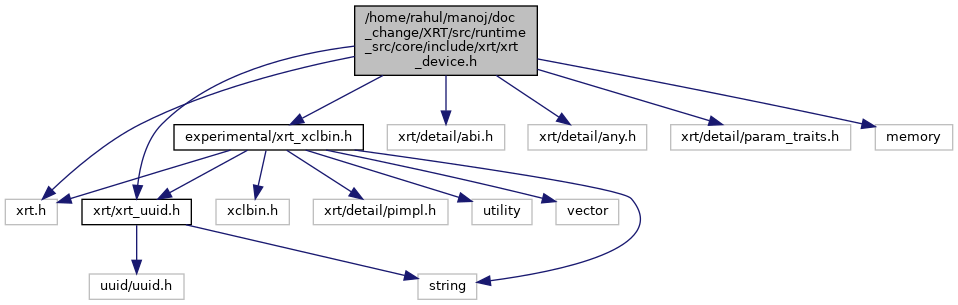 /home/rahul/manoj/doc
_change/XRT/src/runtime
_src/core/include/xrt/xrt
_device.h
experimental/xrt_xclbin.h
xrt/detail/abi.h
xrt/detail/any.h
xrt/detail/param_traits.h
memory
xrt.h
xrt/xrt_uuid.h
xclbin.h
xrt/detail/pimpl.h
utility
vector
uuid/uuid.h
string